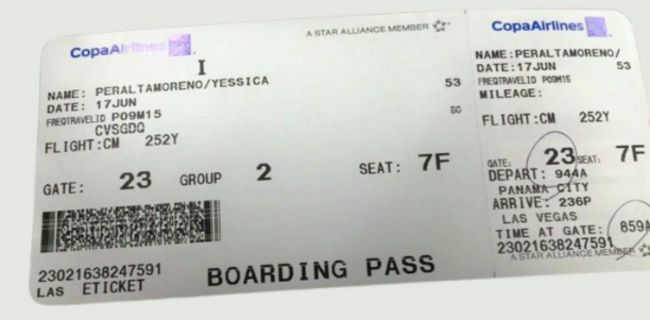 CopaAirlines
A STAR ALLIANCE MEMBER
I
NAME: PERALTAMORENO/YESSICA
53
DATE: 17JUN
FREQTRAVELID P09M15
CVSGDQ
FLIGHT:CM 252Y
GATE: 23 GROUP 2 SEAT: 7F
23021638247591
LAS ETICKET
BOARDING PASS
CopaAirlines
NAME:PERALTAMORENO/
DATE:17JUN 53
FREQTRAVELID P09M15
MILEAGE:
FLIGHT:CM 252Y
GATE: 23 SEAT: 7F
DEPART: 944A
PANAMA CITY
ARRIVE: 236P
LAS VEGAS
TIME AT GATE: 859A
23021638247591
A STAR ALLIANCE MEMBER